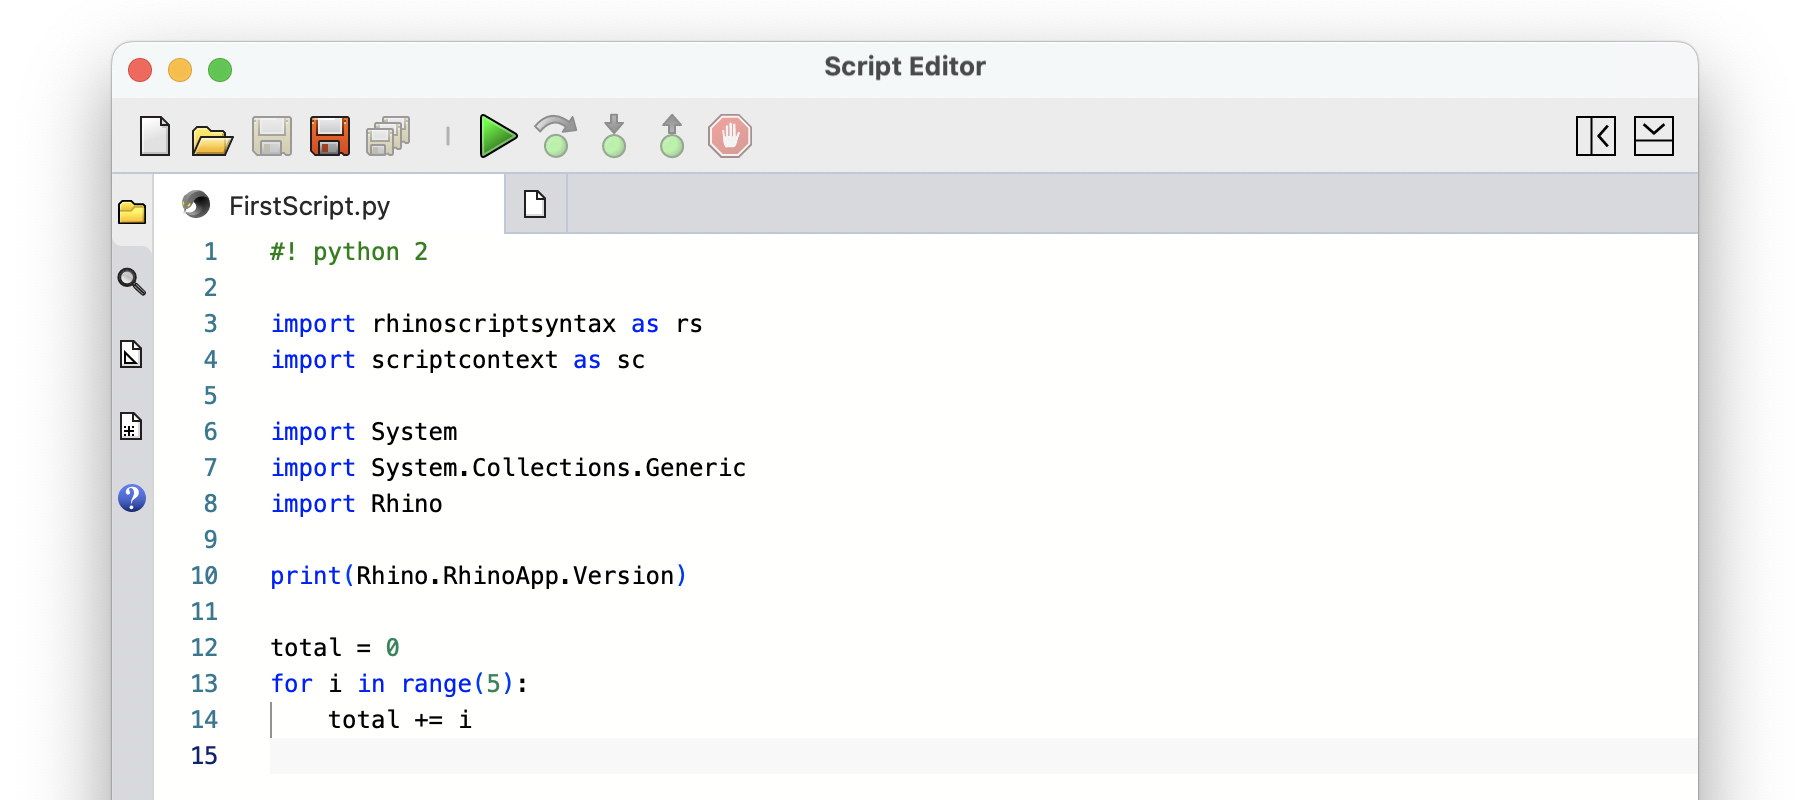 Script Editor
FirstScript.py
1 #! python 2
2
3 import rhinoscriptsyntax as rs
4 import scriptcontext as sc
5
6 import System
7 import System.Collections.Generic
8 import Rhino
9
10 print(Rhino.RhinoApp.Version)
11
12 total = 0
13 for i in range(5):
14     total += i
15